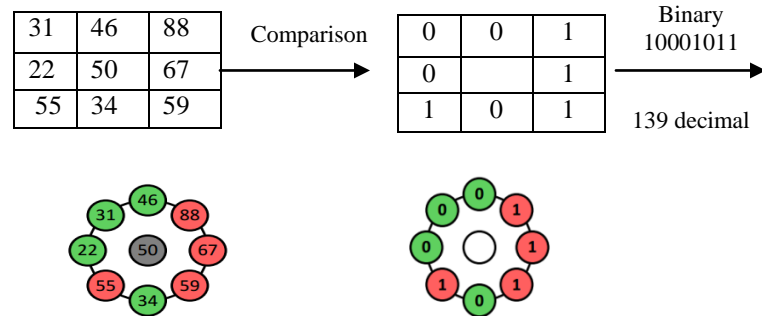 31 46 88
22 50 67
55 34 59
Comparison
0 0 1
0 1
1 0 1
Binary
10001011
139 decimal
46
31 88
22 50 67
55 59
34
0
0 1
0 1
1 1
0